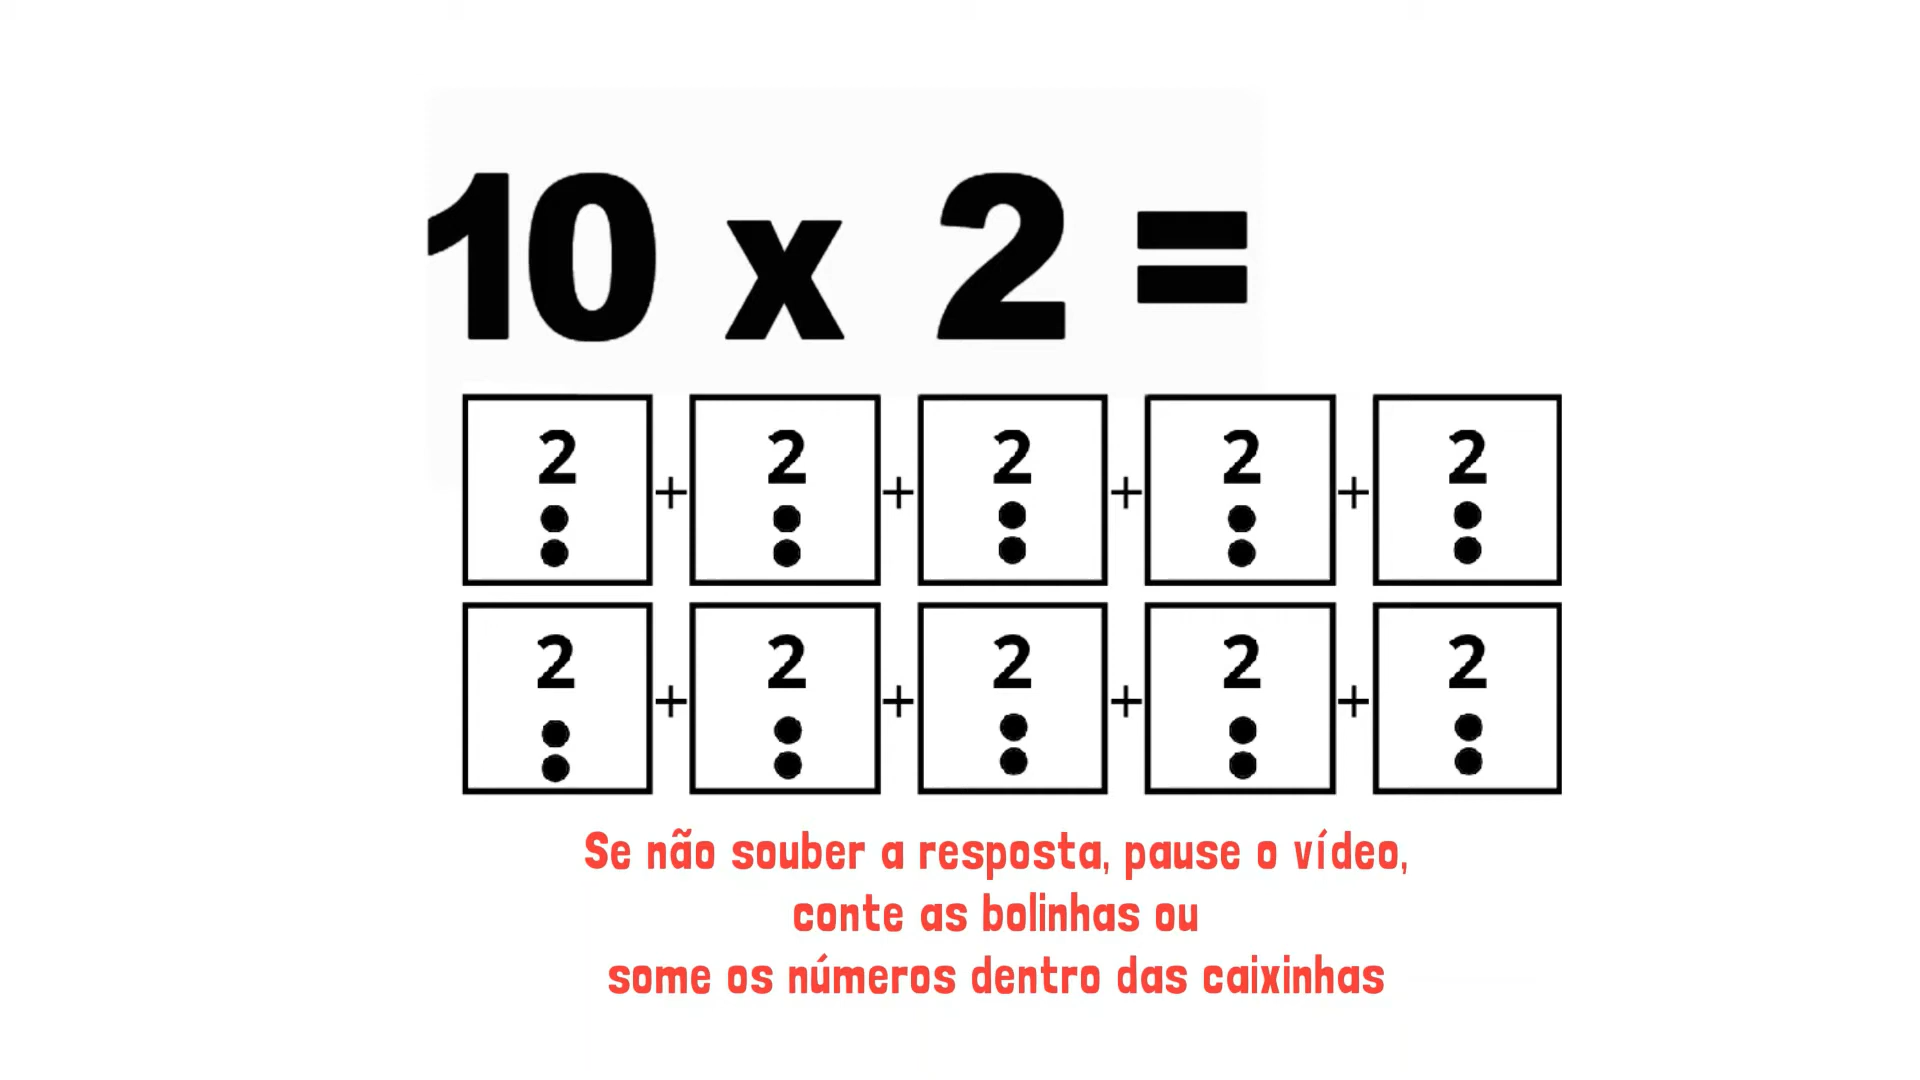 10 x 2 =
2 + 2 + 2 + 2 + 2
2 + 2 + 2 + 2 + 2
Se não souber a resposta, pause o vídeo,
conte as bolinhas ou
some os números dentro das caixinhas